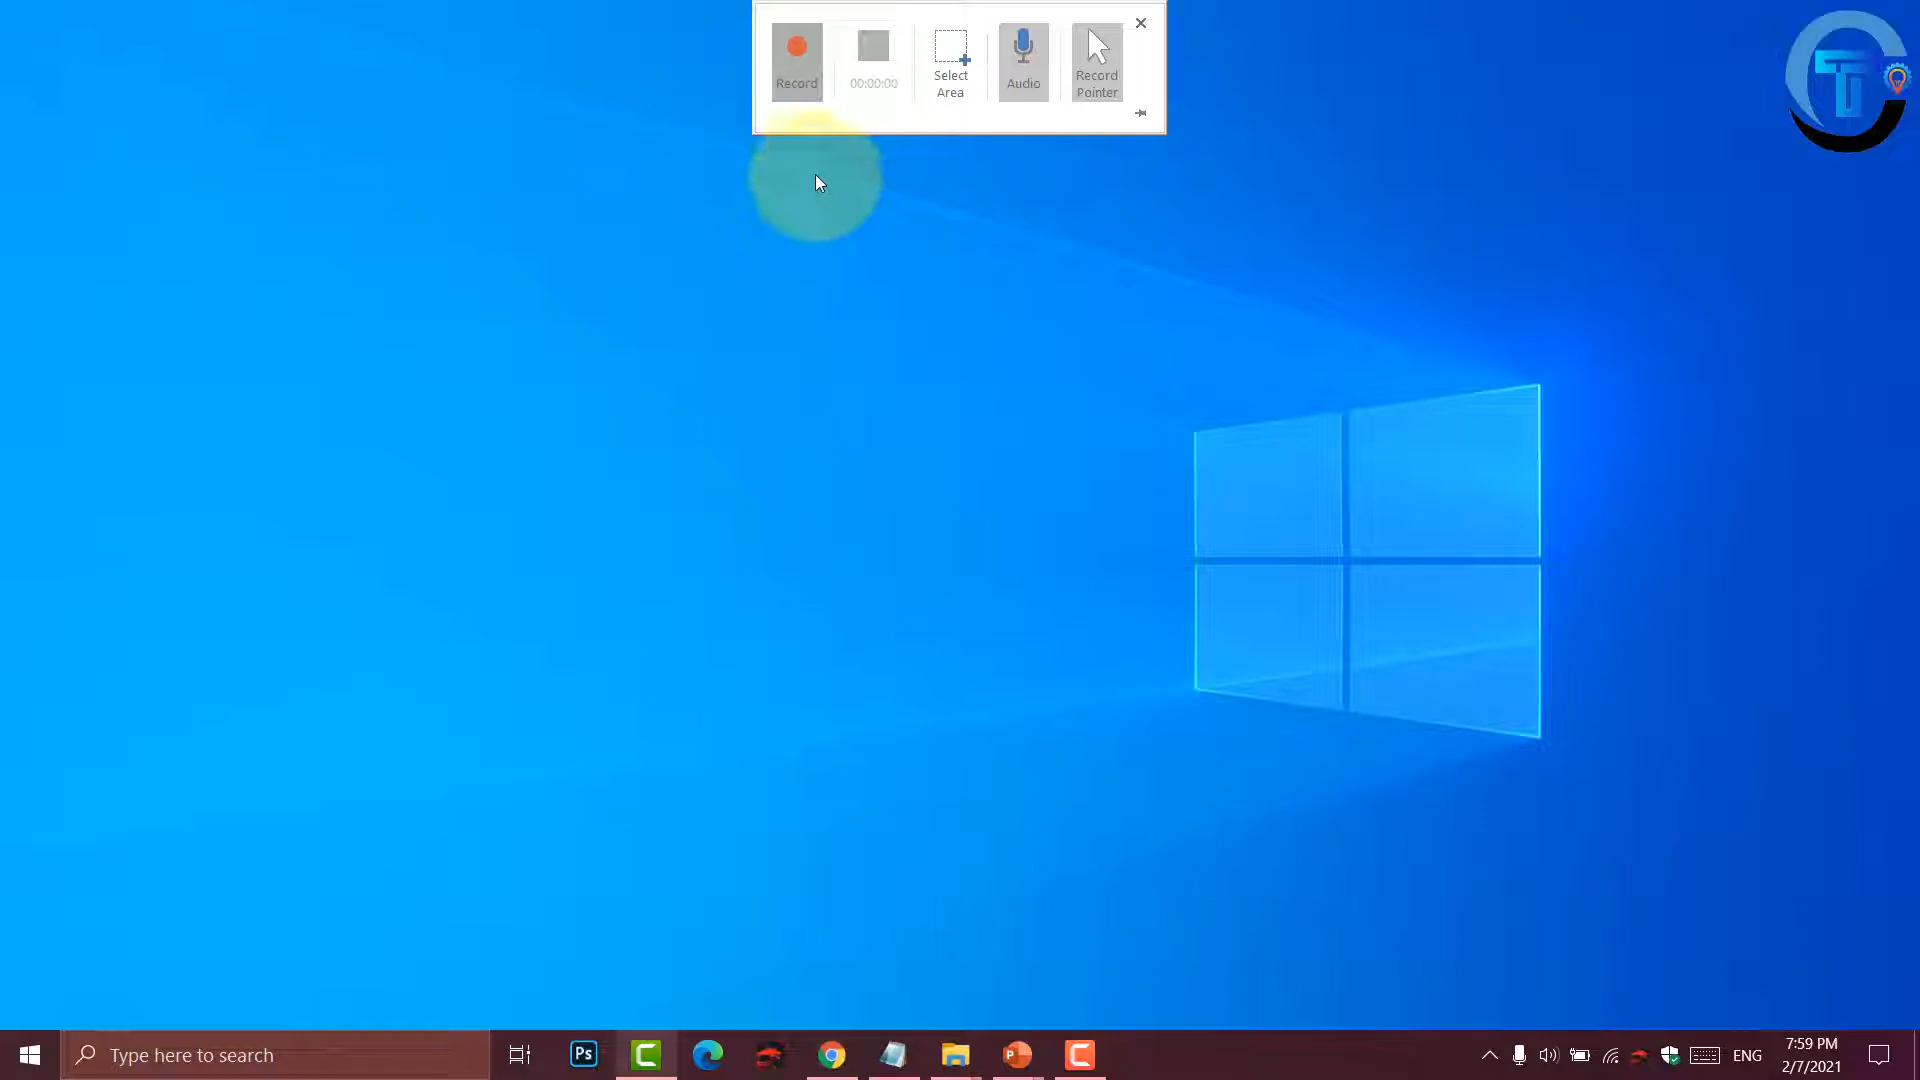 Record
00:00:00
Select
Area
Audio
Record
Pointer
Type here to search
Ps
ENG
7:59 PM
2/7/2021